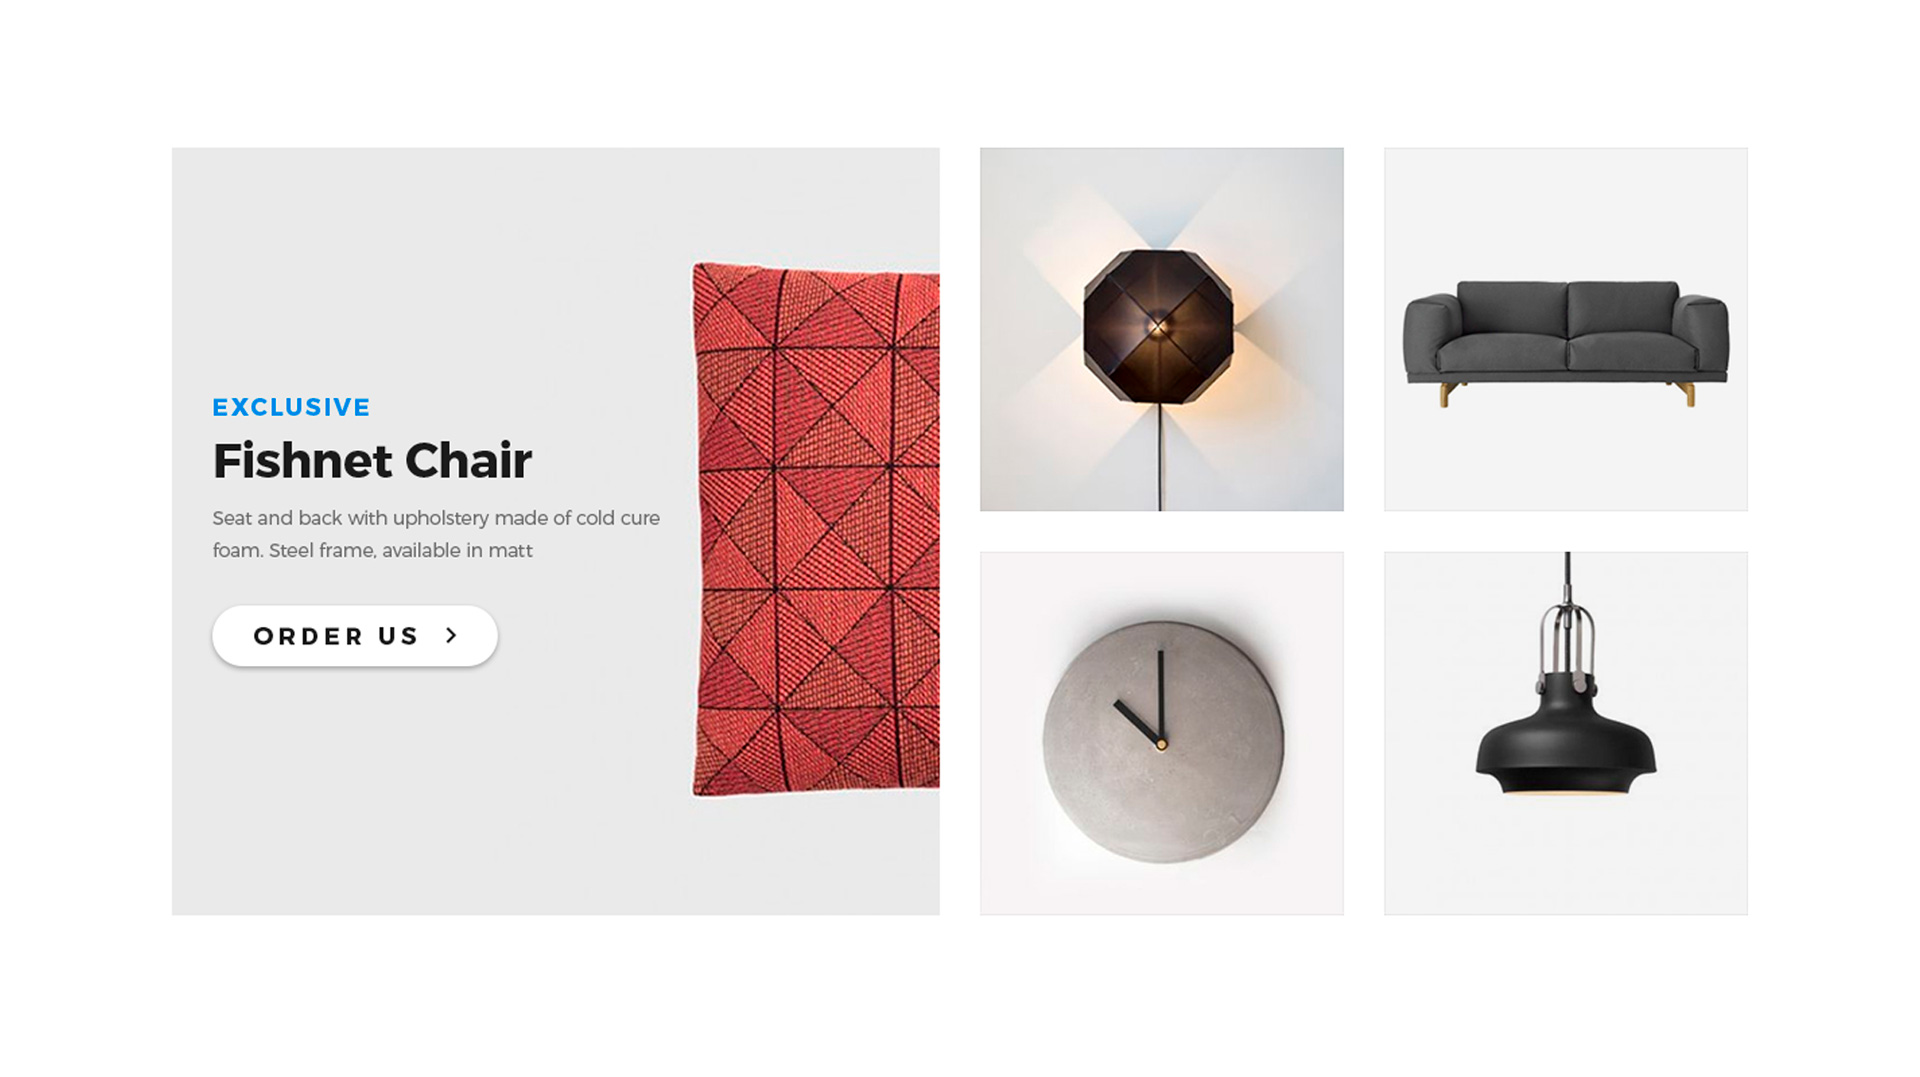 EXCLUSIVE
Fishnet Chair
Seat and back with upholstery made of cold cure
foam. Steel frame, available in matt
ORDER US